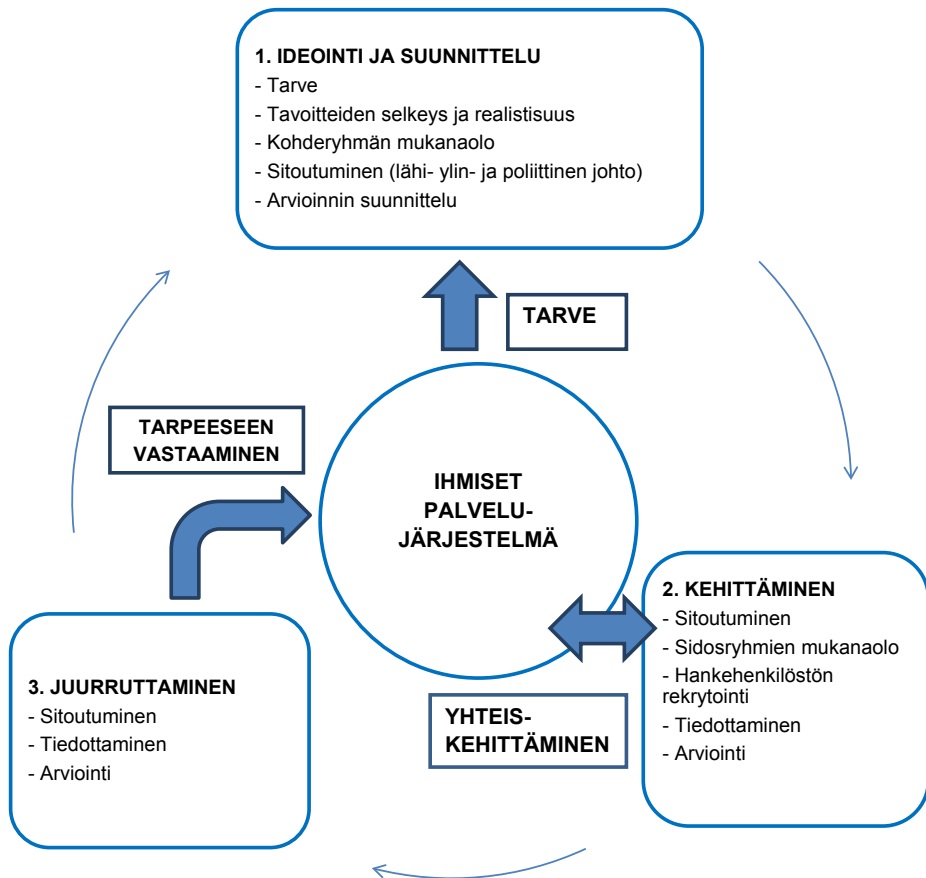 1. IDEOINTI JA SUUNNITTELU
- Tarve
- Tavoitteiden selkeys ja realistisuus
- Kohderyhmän mukanaolo
- Sitoutuminen (lähi- ylin- ja poliittinen johto)
- Arvioinnin suunnittelu
TARVE
TARPEESEEN
VASTAAMINEN
IHMISET
PALVELU-
JÄRJESTELMÄ
2. KEHITTÄMINEN
- Sitoutuminen
- Sidosryhmien mukanaolo
- Hankehenkilöstön
rekrytointi
- Tiedottaminen
- Arviointi
YHTEIS-
KEHITTÄMINEN
3. JUURRUTTAMINEN
- Sitoutuminen
- Tiedottaminen
- Arviointi